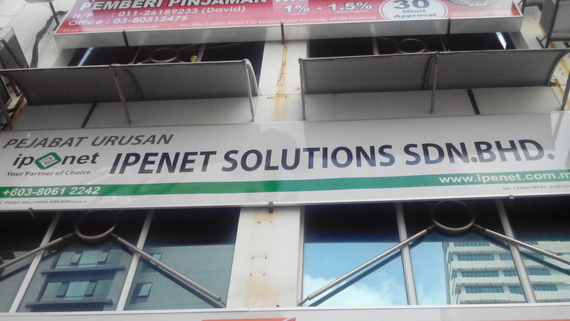 PEMBERI PINJAMAN
H/P : 011-26189233 (David)
Office : 03-80512475
1% - 1.5%
30
Minit
Approval
PEJABAT URUSAN
ipenet
Your Partner of Choice
IPENET SOLUTIONS SDN.BHD.
+603-8061 2242
www.ipenet.com.m